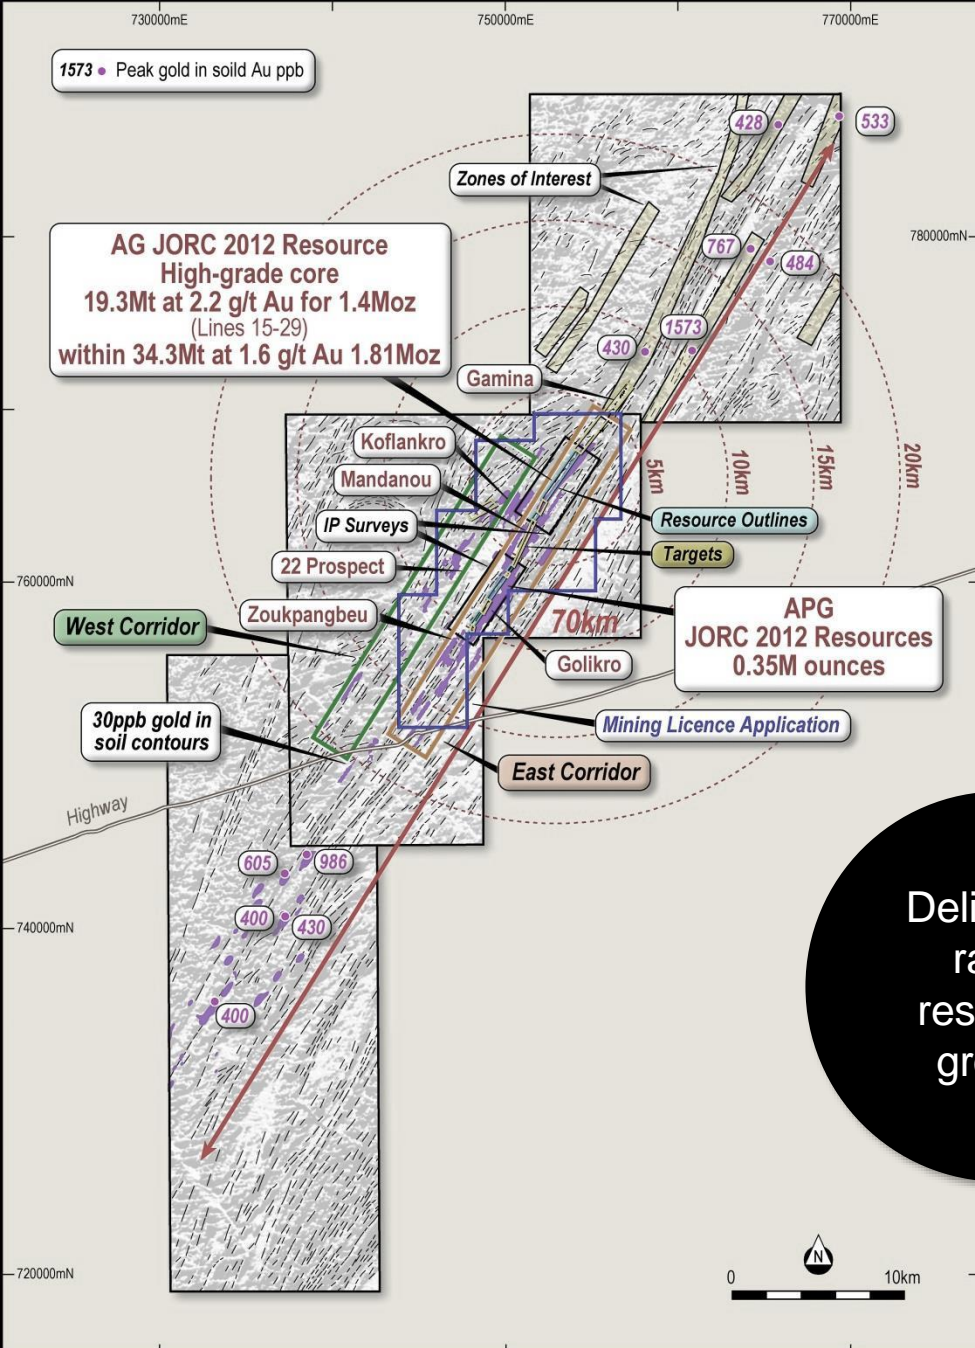 730000mE
750000mE
770000mE
1573 Peak gold in soild Au ppb
428
533
Zones of Interest
780000mN
767
484
AG JORC 2012 Resource
High-grade core
19.3Mt at 2.2 g/t Au for 1.4Moz
(Lines 15-29)
within 34.3Mt at 1.6 g/t Au 1.81Moz
1573
430
Gamina
Koflankro
Mandanou
5km
10km
15km
20km
IP Surveys
Resource Outlines
Targets
22 Prospect
760000mN
Zoukpangbeu
West Corridor
70km
APG
JORC 2012 Resources
0.35M ounces
Golikro
30ppb gold in
soil contours
Mining Licence Application
East Corridor
Highway
605
986
400
430
740000mN
400
Deli
ra
res
gr
720000mN
N
0
10km